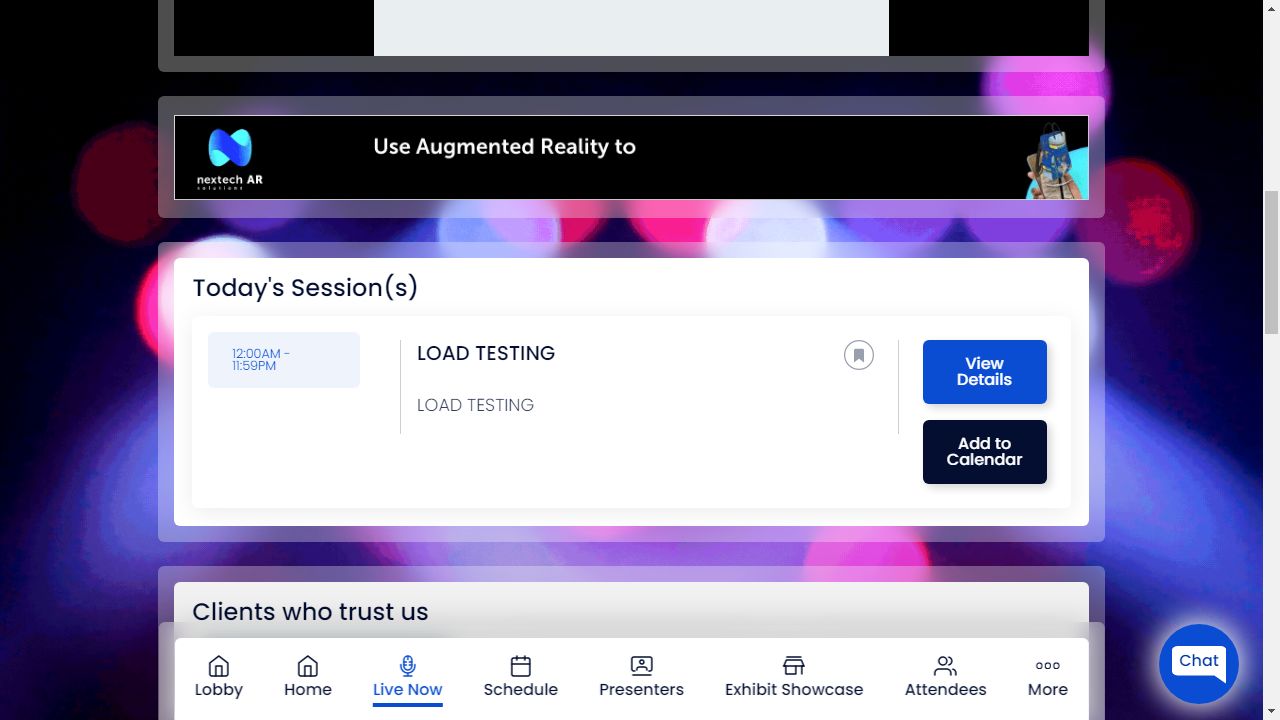 nextech AR
solutions
Use Augmented Reality to
Today's Session(s)
12:00AM -
11:59PM
LOAD TESTING
LOAD TESTING
View
Details
Add to
Calendar
Clients who trust us
Lobby
Home
Live Now
Schedule
Presenters
Exhibit Showcase
Attendees
More
Chat